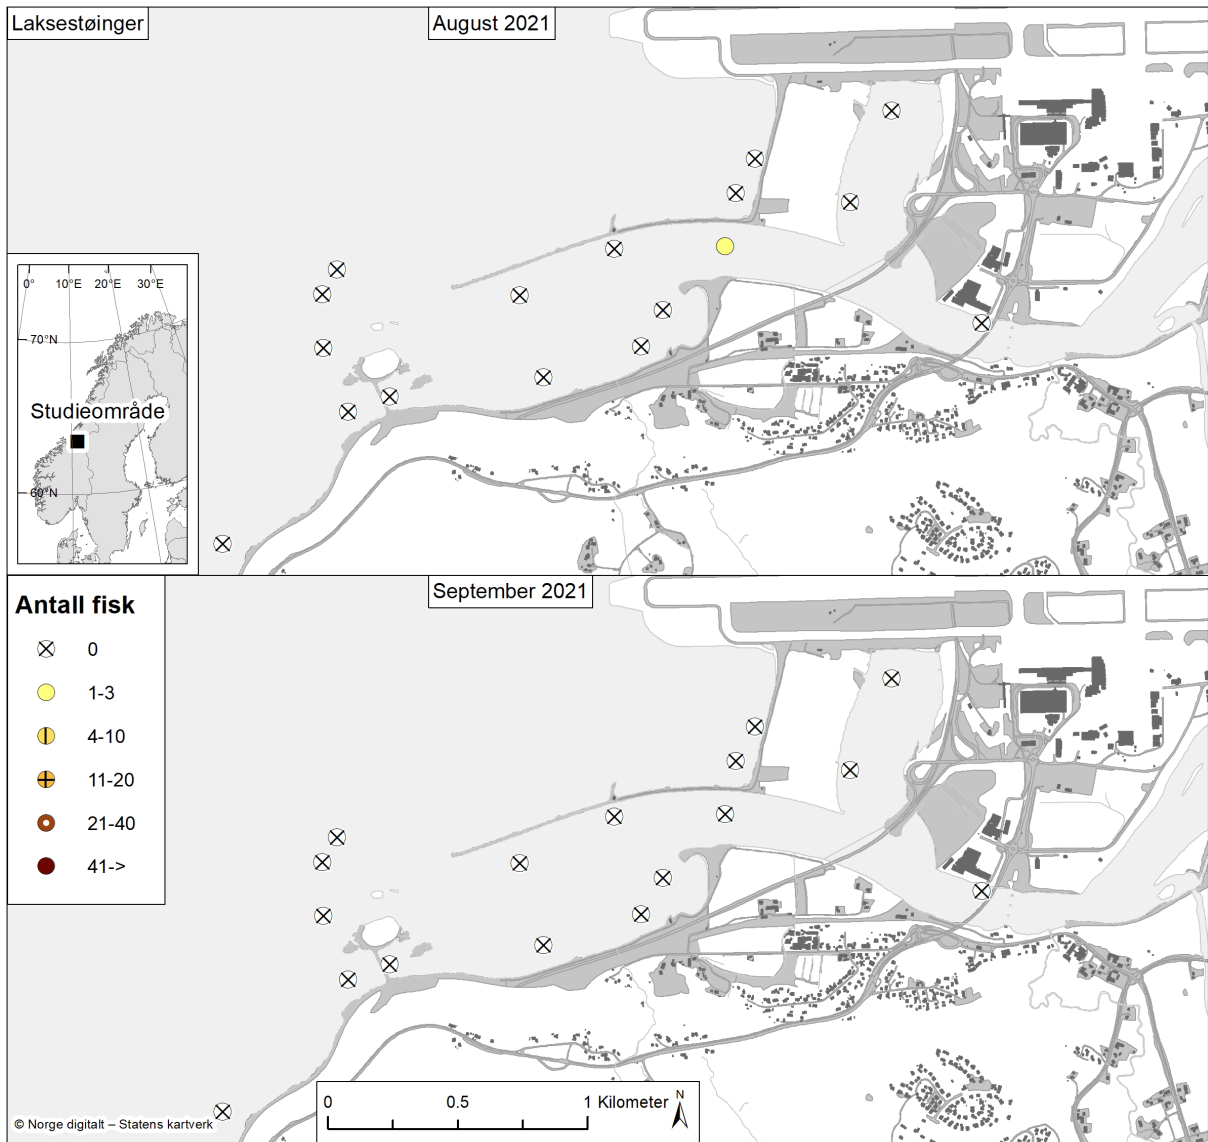 Laksestøinger
August 2021
0° 10°E 20°E 30°E
70°N
Studieområde
60°N
September 2021
Antall fisk
0
1-3
4-10
11-20
21-40
41->
0 0.5 1 Kilometer
N
© Norge digitalt – Statens kartverk